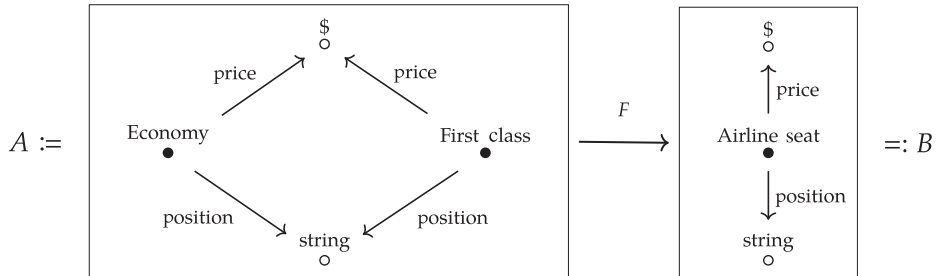 $
price
price
Economy
First class
position
position
string
A :=
F
$
price
Airline seat
position
string
=: B